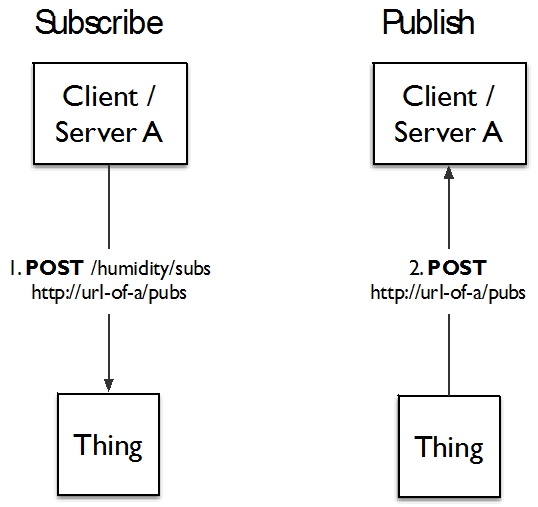 Subscribe
Client /
Server A
1. POST /humidity/subs
http://url-of-a/pubs
Thing
Publish
Client /
Server A
2. POST
http://url-of-a/pubs
Thing